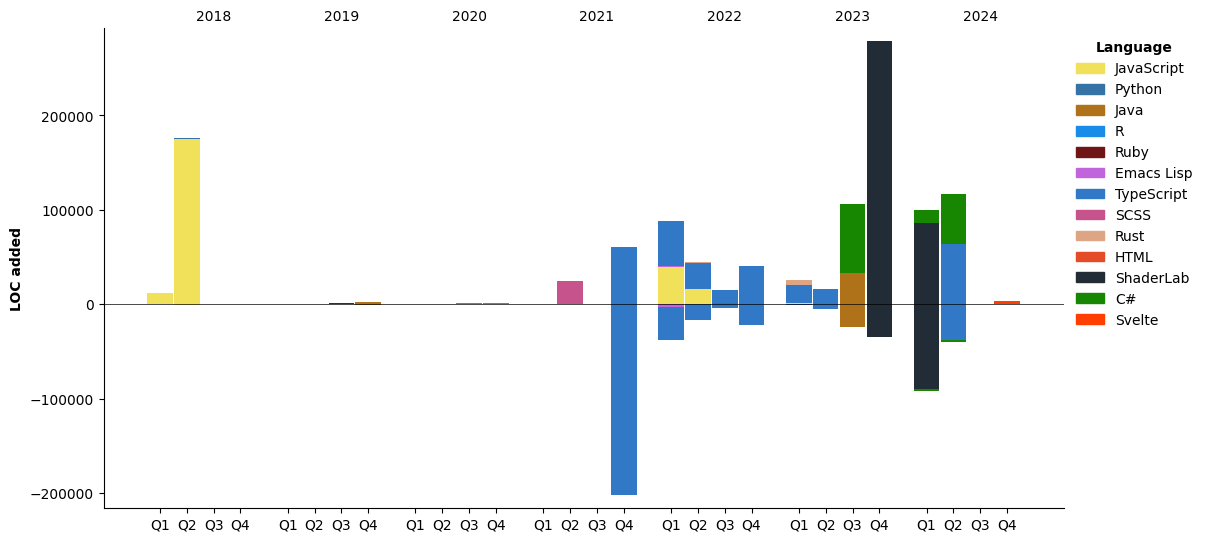 2018 2019 2020 2021 2022 2023 2024
Language
JavaScript
Python
Java
R
Ruby
Emacs Lisp
TypeScript
SCSS
Rust
HTML
ShaderLab
C#
Svelte
LOC added
200000
100000
0
−100000
−200000
Q1 Q2 Q3 Q4 Q1 Q2 Q3 Q4 Q1 Q2 Q3 Q4 Q1 Q2 Q3 Q4 Q1 Q2 Q3 Q4 Q1 Q2 Q3 Q4 Q1 Q2 Q3 Q4